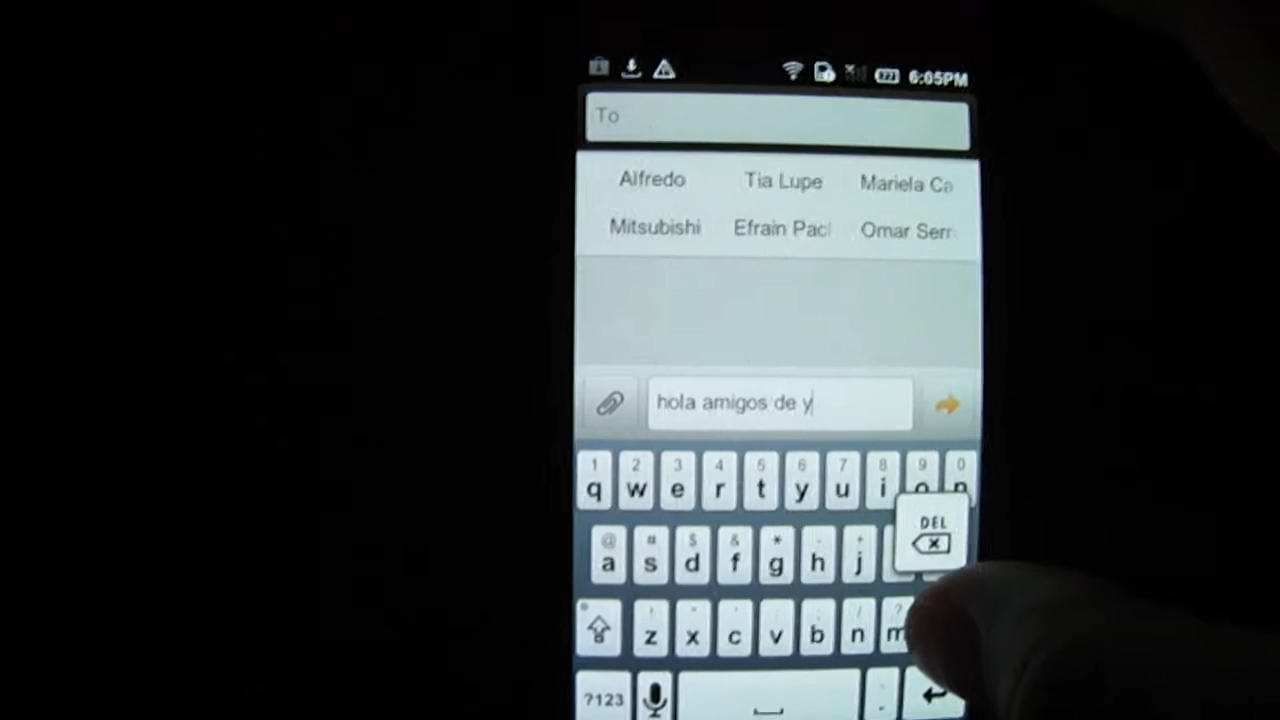 6:05PM
To
Alfredo Tia Lupe Mariela Ca
Mitsubishi Efrain Pac Omar Serr
hola amigos de y
1 2 3 4 5 6 7 8 9 0
q w e r t y u i o p
DEL
@ # $ & * - +
a s d f g h j
! " ' : ; / ?
z x c v b n m
?123 .